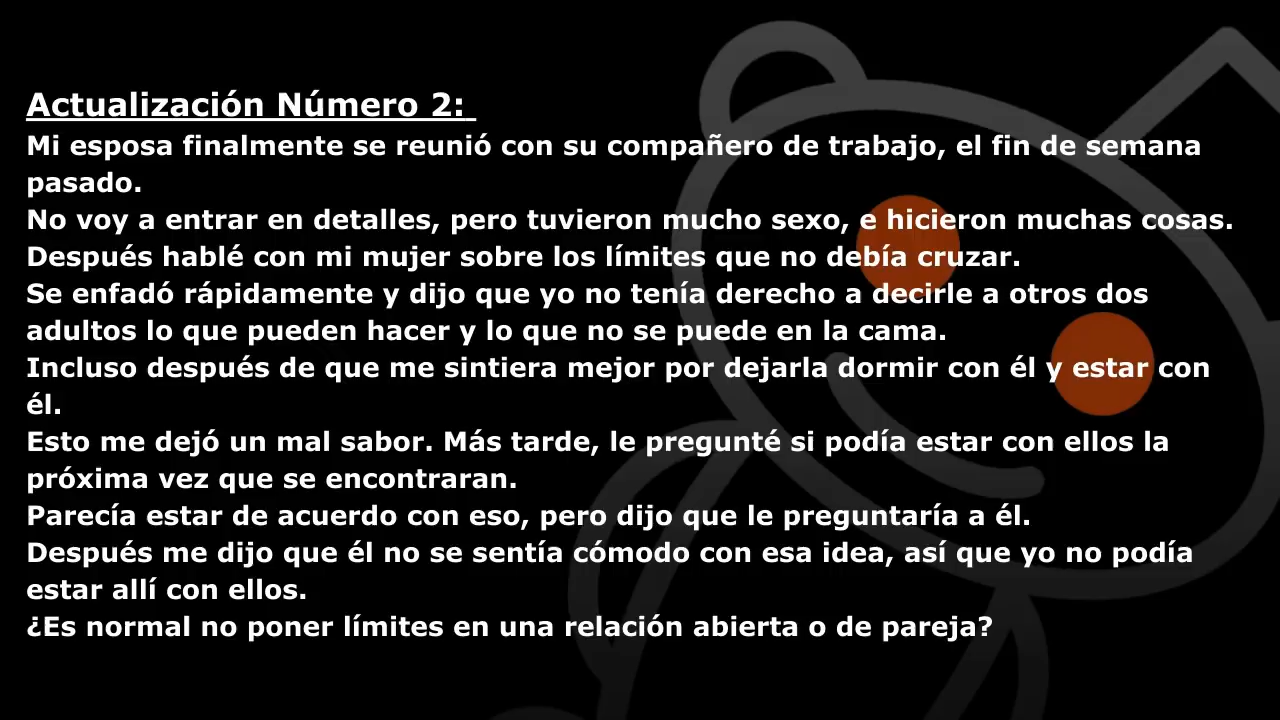 Actualización Número 2:
Mi esposa finalmente se reunió con su compañero de trabajo, el fin de semana
pasado.
No voy a entrar en detalles, pero tuvieron mucho sexo, e hicieron muchas cosas.
Después hablé con mi mujer sobre los límites que no debía cruzar.
Se enfadó rápidamente y dijo que yo no tenía derecho a decirle a otros dos
adultos lo que pueden hacer y lo que no se puede en la cama.
Incluso después de que me sintiera mejor por dejarla dormir con él y estar con
él.
Esto me dejó un mal sabor. Más tarde, le pregunté si podía estar con ellos la
próxima vez que se encontraran.
Parecía estar de acuerdo con eso, pero dijo que le preguntaría a él.
Después me dijo que él no se sentía cómodo con esa idea, así que yo no podía
estar allí con ellos.
¿Es normal no poner límites en una relación abierta o de pareja?